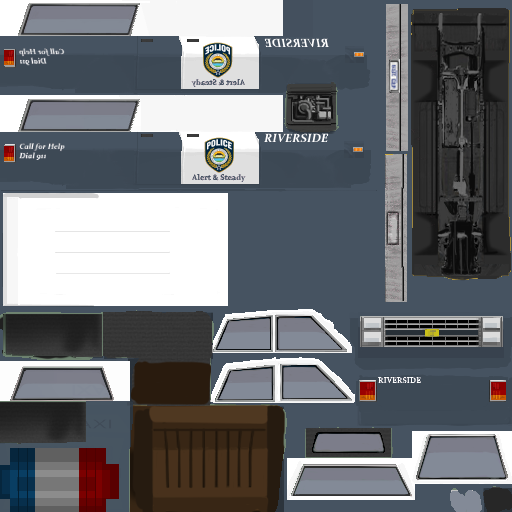 RIVERSIDE
Call for Help
Dial 911
POLICE
Alert & Steady
RIVERSIDE
Call for Help
Dial 911
POLICE
Alert & Steady
RIVERSIDE